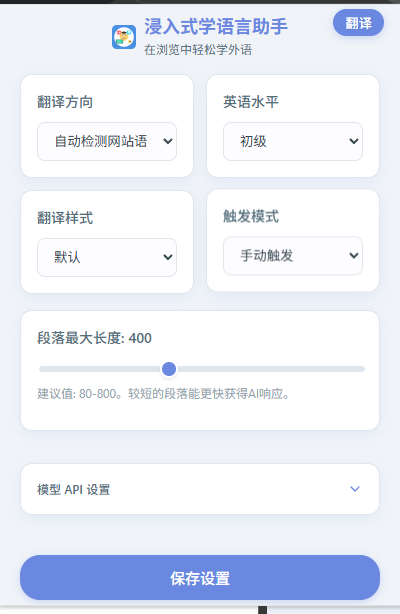 浸入式学语言助手
翻译
在浏览中轻松学外语
翻译方向
英语水平
自动检测网站语
初级
翻译样式
触发模式
默认
手动触发
段落最大长度: 400
建议值: 80-800。较短的段落能更快获得AI响应。
模型 API 设置
保存设置